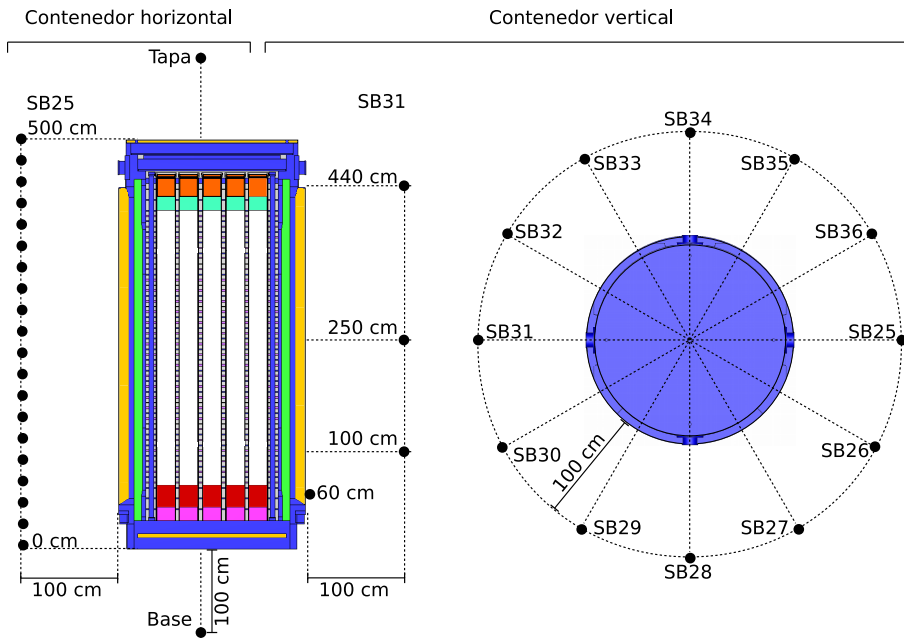 Contenedor horizontal
Contenedor vertical
Tapa
SB25
500 cm
SB31
440 cm
250 cm
100 cm
60 cm
0 cm
100 cm
100 cm
100 cm
Base
SB34
SB33
SB35
SB32
SB36
SB31
SB25
SB30
SB26
100 cm
SB29
SB27
SB28